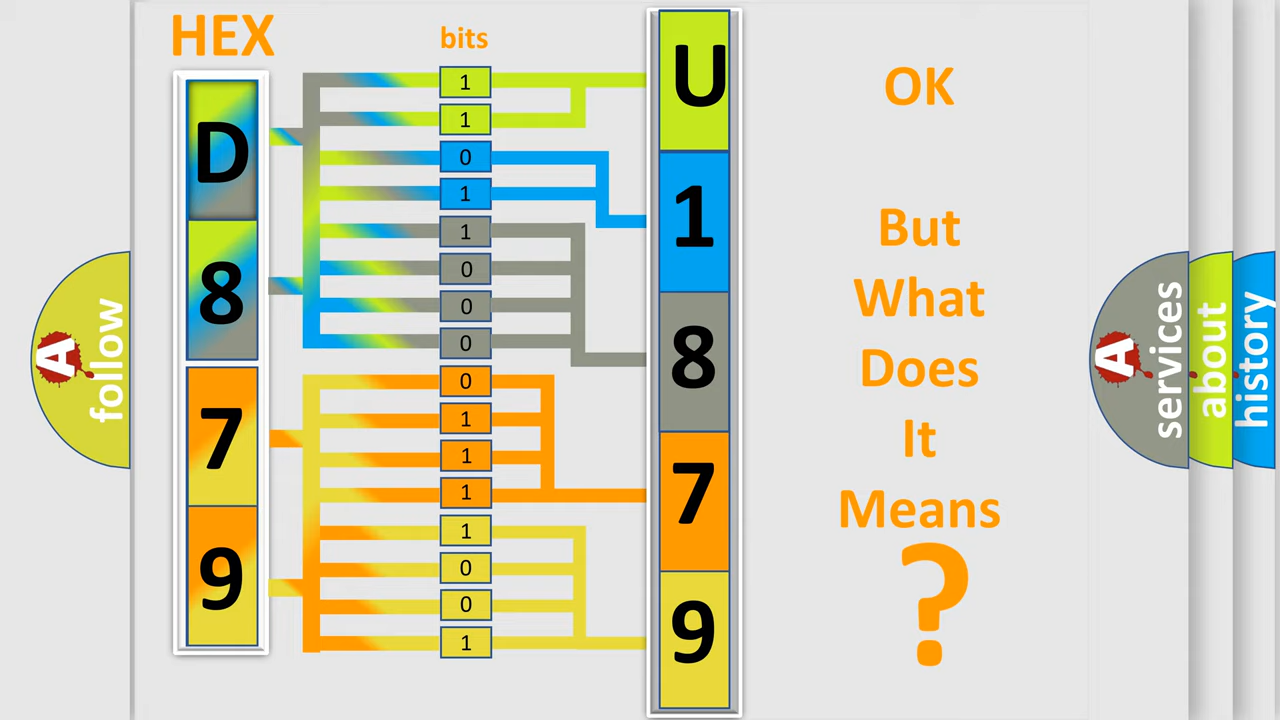 HEX
bits
D
8
7
9
1
1
0
1
1
0
0
0
0
1
1
1
1
0
0
1
U
1
8
7
9
OK
But
What
Does
It
Means
?
A
follow
A
services
about
history